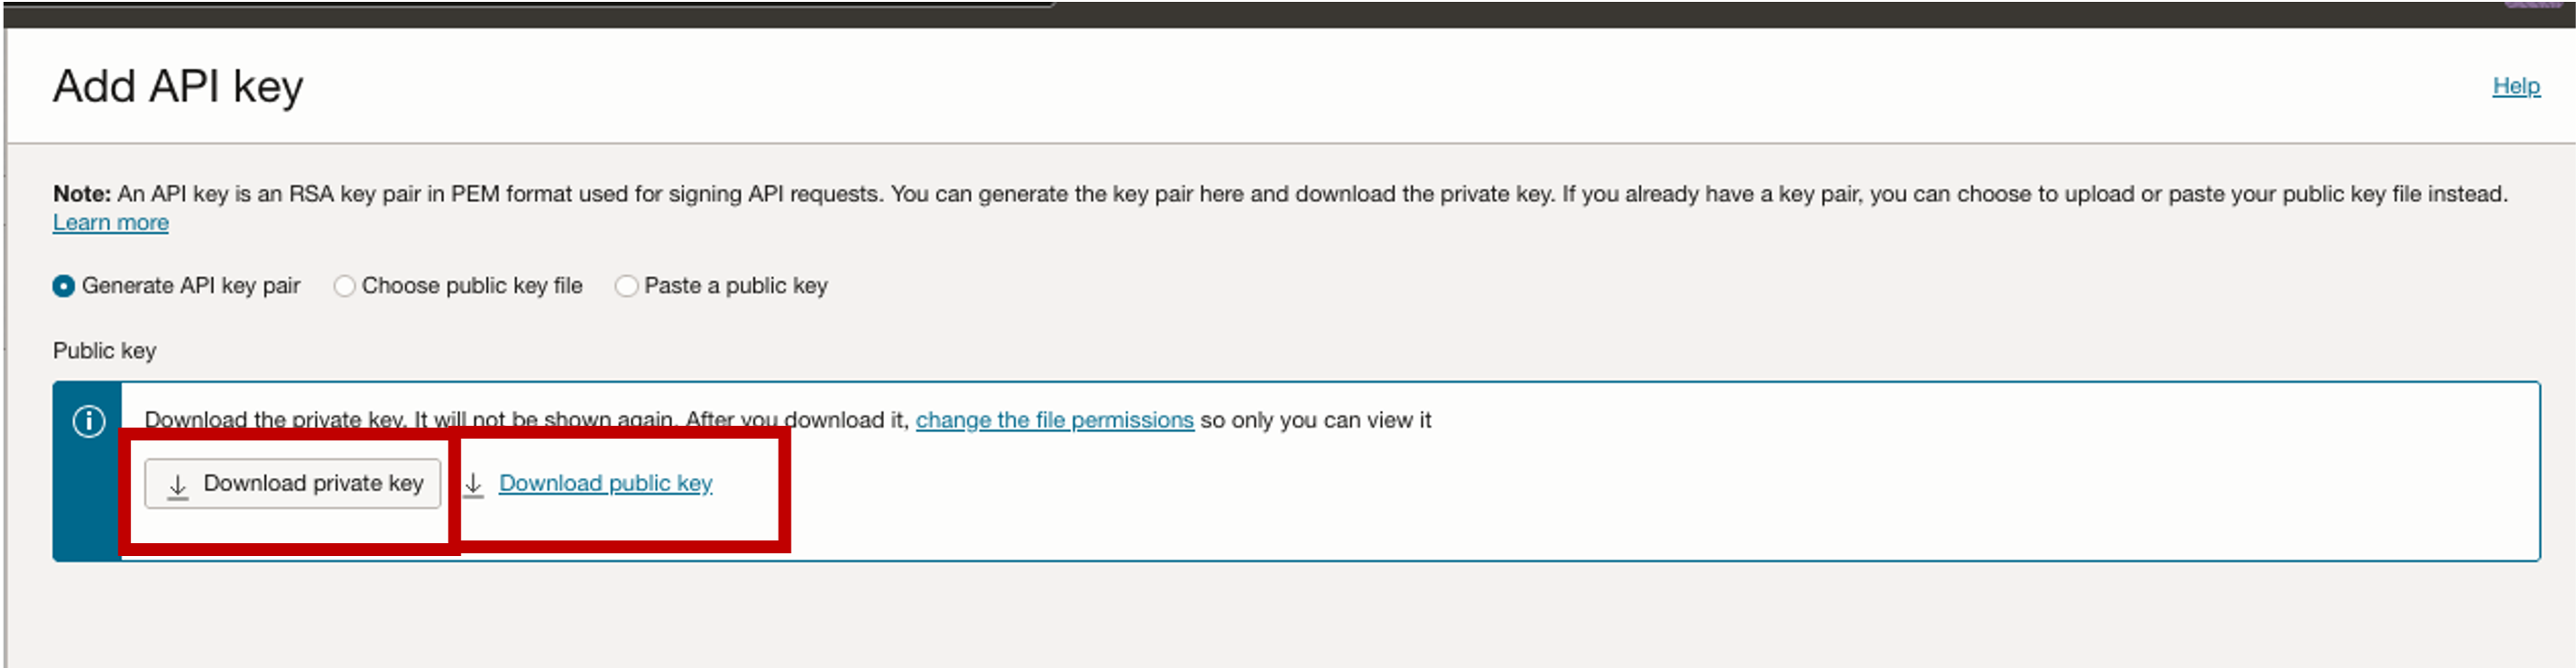 Add API key
Help
Note: An API key is an RSA key pair in PEM format used for signing API requests. You can generate the key pair here and download the private key. If you already have a key pair, you can choose to upload or paste your public key file instead.
Learn more
Generate API key pair Choose public key file Paste a public key
Public key
Download the private key. It will not be shown again. After you download it, change the file permissions so only you can view it
Download private key Download public key